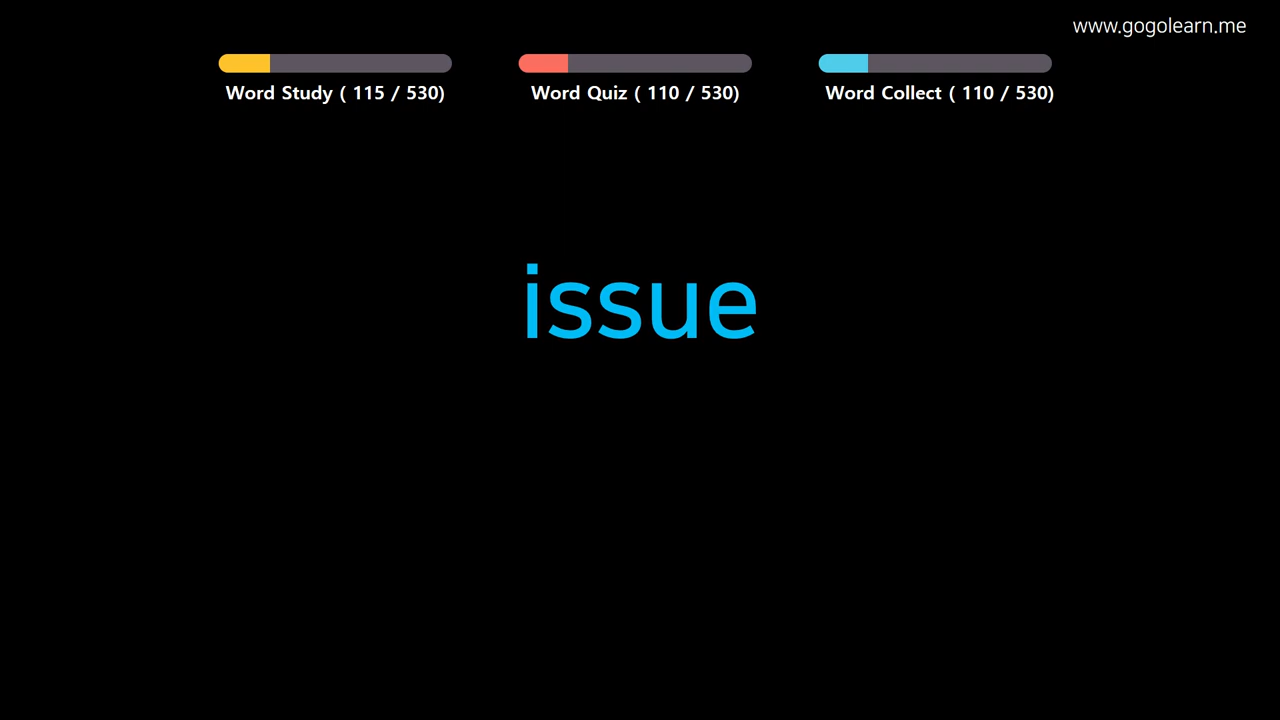 www.gogolearn.me
Word Study ( 115 / 530)
Word Quiz ( 110 / 530)
Word Collect ( 110 / 530)
issue